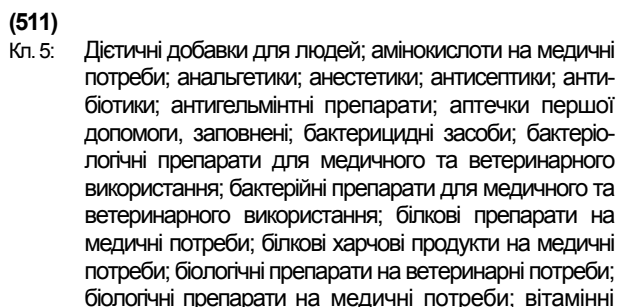 (511)
Кл. 5: Дієтичні добавки для людей; амінокислоти на медичні
потреби; анальгетики; анестетики; антисептики; анти-
біотики; антигельмінтні препарати; аптечки першої
допомоги, заповнені; бактерицидні засоби; бактеріо-
логічні препарати для медичного та ветеринарного
використання; бактерійні препарати для медичного та
ветеринарного використання; білкові препарати на
медичні потреби; білкові харчові продукти на медичні
потреби; біологічні препарати на ветеринарні потреби;
біологічні препарати на медичні потреби; вітамінні